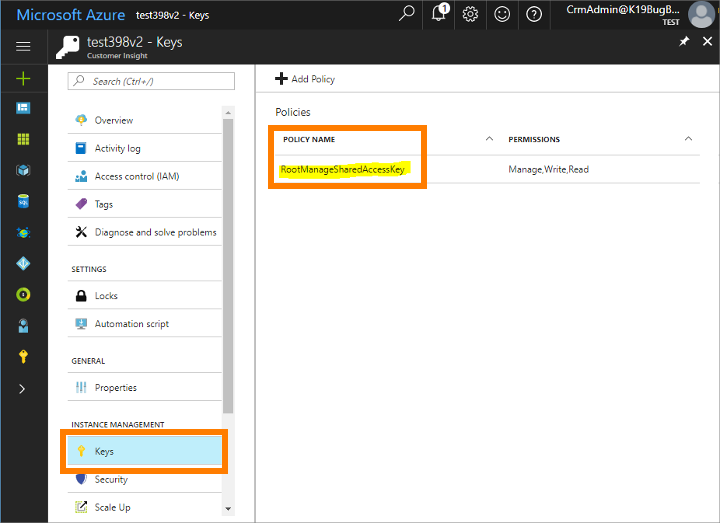 Microsoft Azure test398v2 - Keys
1
CrmAdmin@K19BugB...
TEST
test398v2 - Keys
Customer Insight
Search (Ctrl+/)
Overview
Activity log
Access control (IAM)
Tags
Diagnose and solve problems
SETTINGS
Locks
Automation script
GENERAL
Properties
INSTANCE MANAGEMENT
Keys
Security
Scale Up
Add Policy
Policies
POLICY NAME PERMISSIONS
RootManageSharedAccessKey Manage,Write,Read